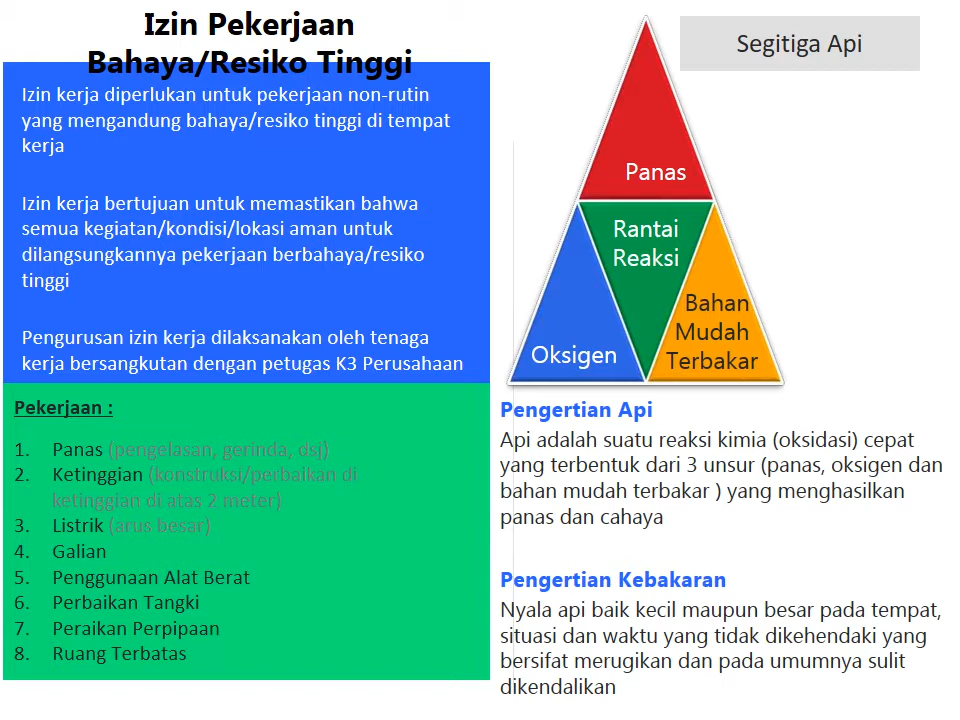 Izin Pekerjaan
Bahaya/Resiko Tinggi
Izin kerja diperlukan untuk pekerjaan non-rutin
yang mengandung bahaya/resiko tinggi di tempat
kerja
Izin kerja bertujuan untuk memastikan bahwa
semua kegiatan/kondisi/lokasi aman untuk
dilangsungkannya pekerjaan berbahaya/resiko
tinggi
Pengurusan izin kerja dilaksanakan oleh tenaga
kerja bersangkutan dengan petugas K3 Perusahaan
Pekerjaan :
1. Panas (pengelasan, gerinda, dsj)
2. Ketinggian (konstruksi/perbaikan di
ketinggian di atas 2 meter)
3. Listrik (arus besar)
4. Galian
5. Penggunaan Alat Berat
6. Perbaikan Tangki
7. Peraikan Perpipaan
8. Ruang Terbatas
Segitiga Api
Panas
Rantai
Reaksi
Oksigen
Bahan
Mudah
Terbakar
Pengertian Api
Api adalah suatu reaksi kimia (oksidasi) cepat
yang terbentuk dari 3 unsur (panas, oksigen dan
bahan mudah terbakar ) yang menghasilkan
panas dan cahaya
Pengertian Kebakaran
Nyala api baik kecil maupun besar pada tempat,
situasi dan waktu yang tidak dikehendaki yang
bersifat merugikan dan pada umumnya sulit
dikendalikan